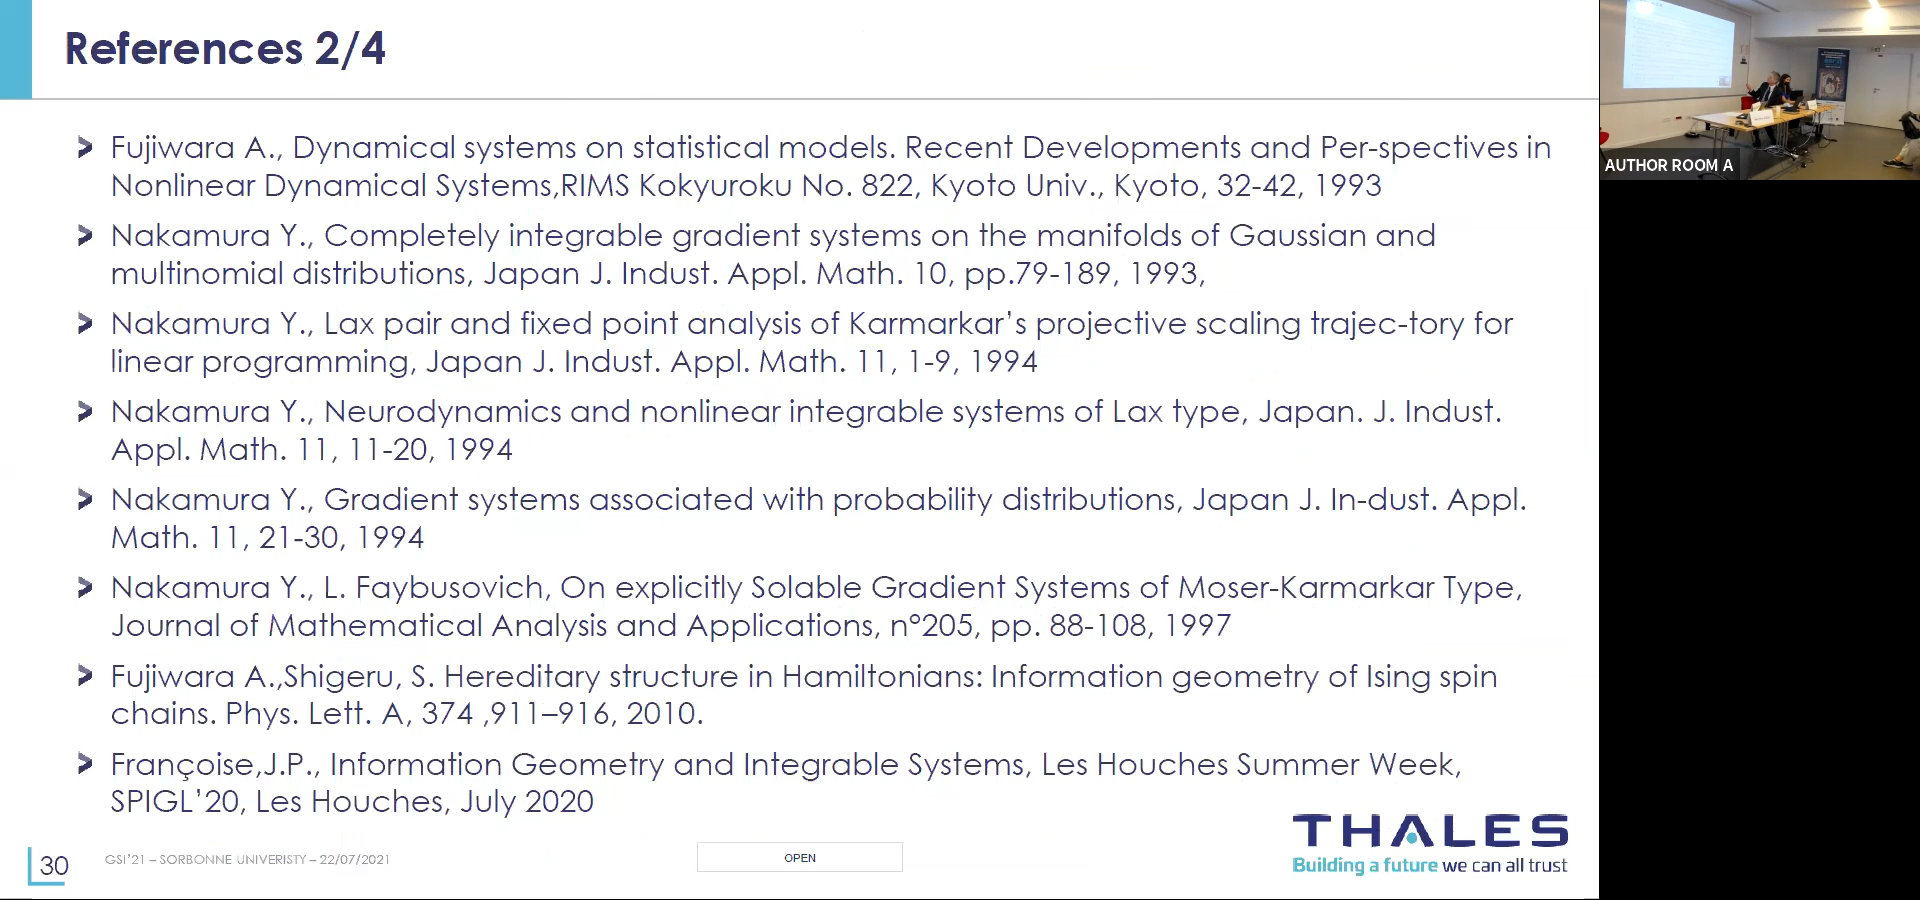 References 2/4
Fujiwara A., Dynamical systems on statistical models. Recent Developments and Per-spectives in
Nonlinear Dynamical Systems,RIMS Kokyuroku No. 822, Kyoto Univ., Kyoto, 32-42, 1993
Nakamura Y., Completely integrable gradient systems on the manifolds of Gaussian and
multinomial distributions, Japan J. Indust. Appl. Math. 10, pp.79-189, 1993,
Nakamura Y., Lax pair and fixed point analysis of Karmarkar’s projective scaling trajec-tory for
linear programming, Japan J. Indust. Appl. Math. 11, 1-9, 1994
Nakamura Y., Neurodynamics and nonlinear integrable systems of Lax type, Japan. J. Indust.
Appl. Math. 11, 11-20, 1994
Nakamura Y., Gradient systems associated with probability distributions, Japan J. In-dust. Appl.
Math. 11, 21-30, 1994
Nakamura Y., L. Faybusovich, On explicitly Solable Gradient Systems of Moser-Karmarkar Type,
Journal of Mathematical Analysis and Applications, n°205, pp. 88-108, 1997
Fujiwara A.,Shigeru, S. Hereditary structure in Hamiltonians: Information geometry of Ising spin
chains. Phys. Lett. A, 374 ,911–916, 2010.
Françoise,J.P., Information Geometry and Integrable Systems, Les Houches Summer Week,
SPIGL’20, Les Houches, July 2020
30
GSI’21 – SORBONNE UNIVERISTY – 22/07/2021
OPEN
THALES
Building a future we can all trust
AUTHOR ROOM A